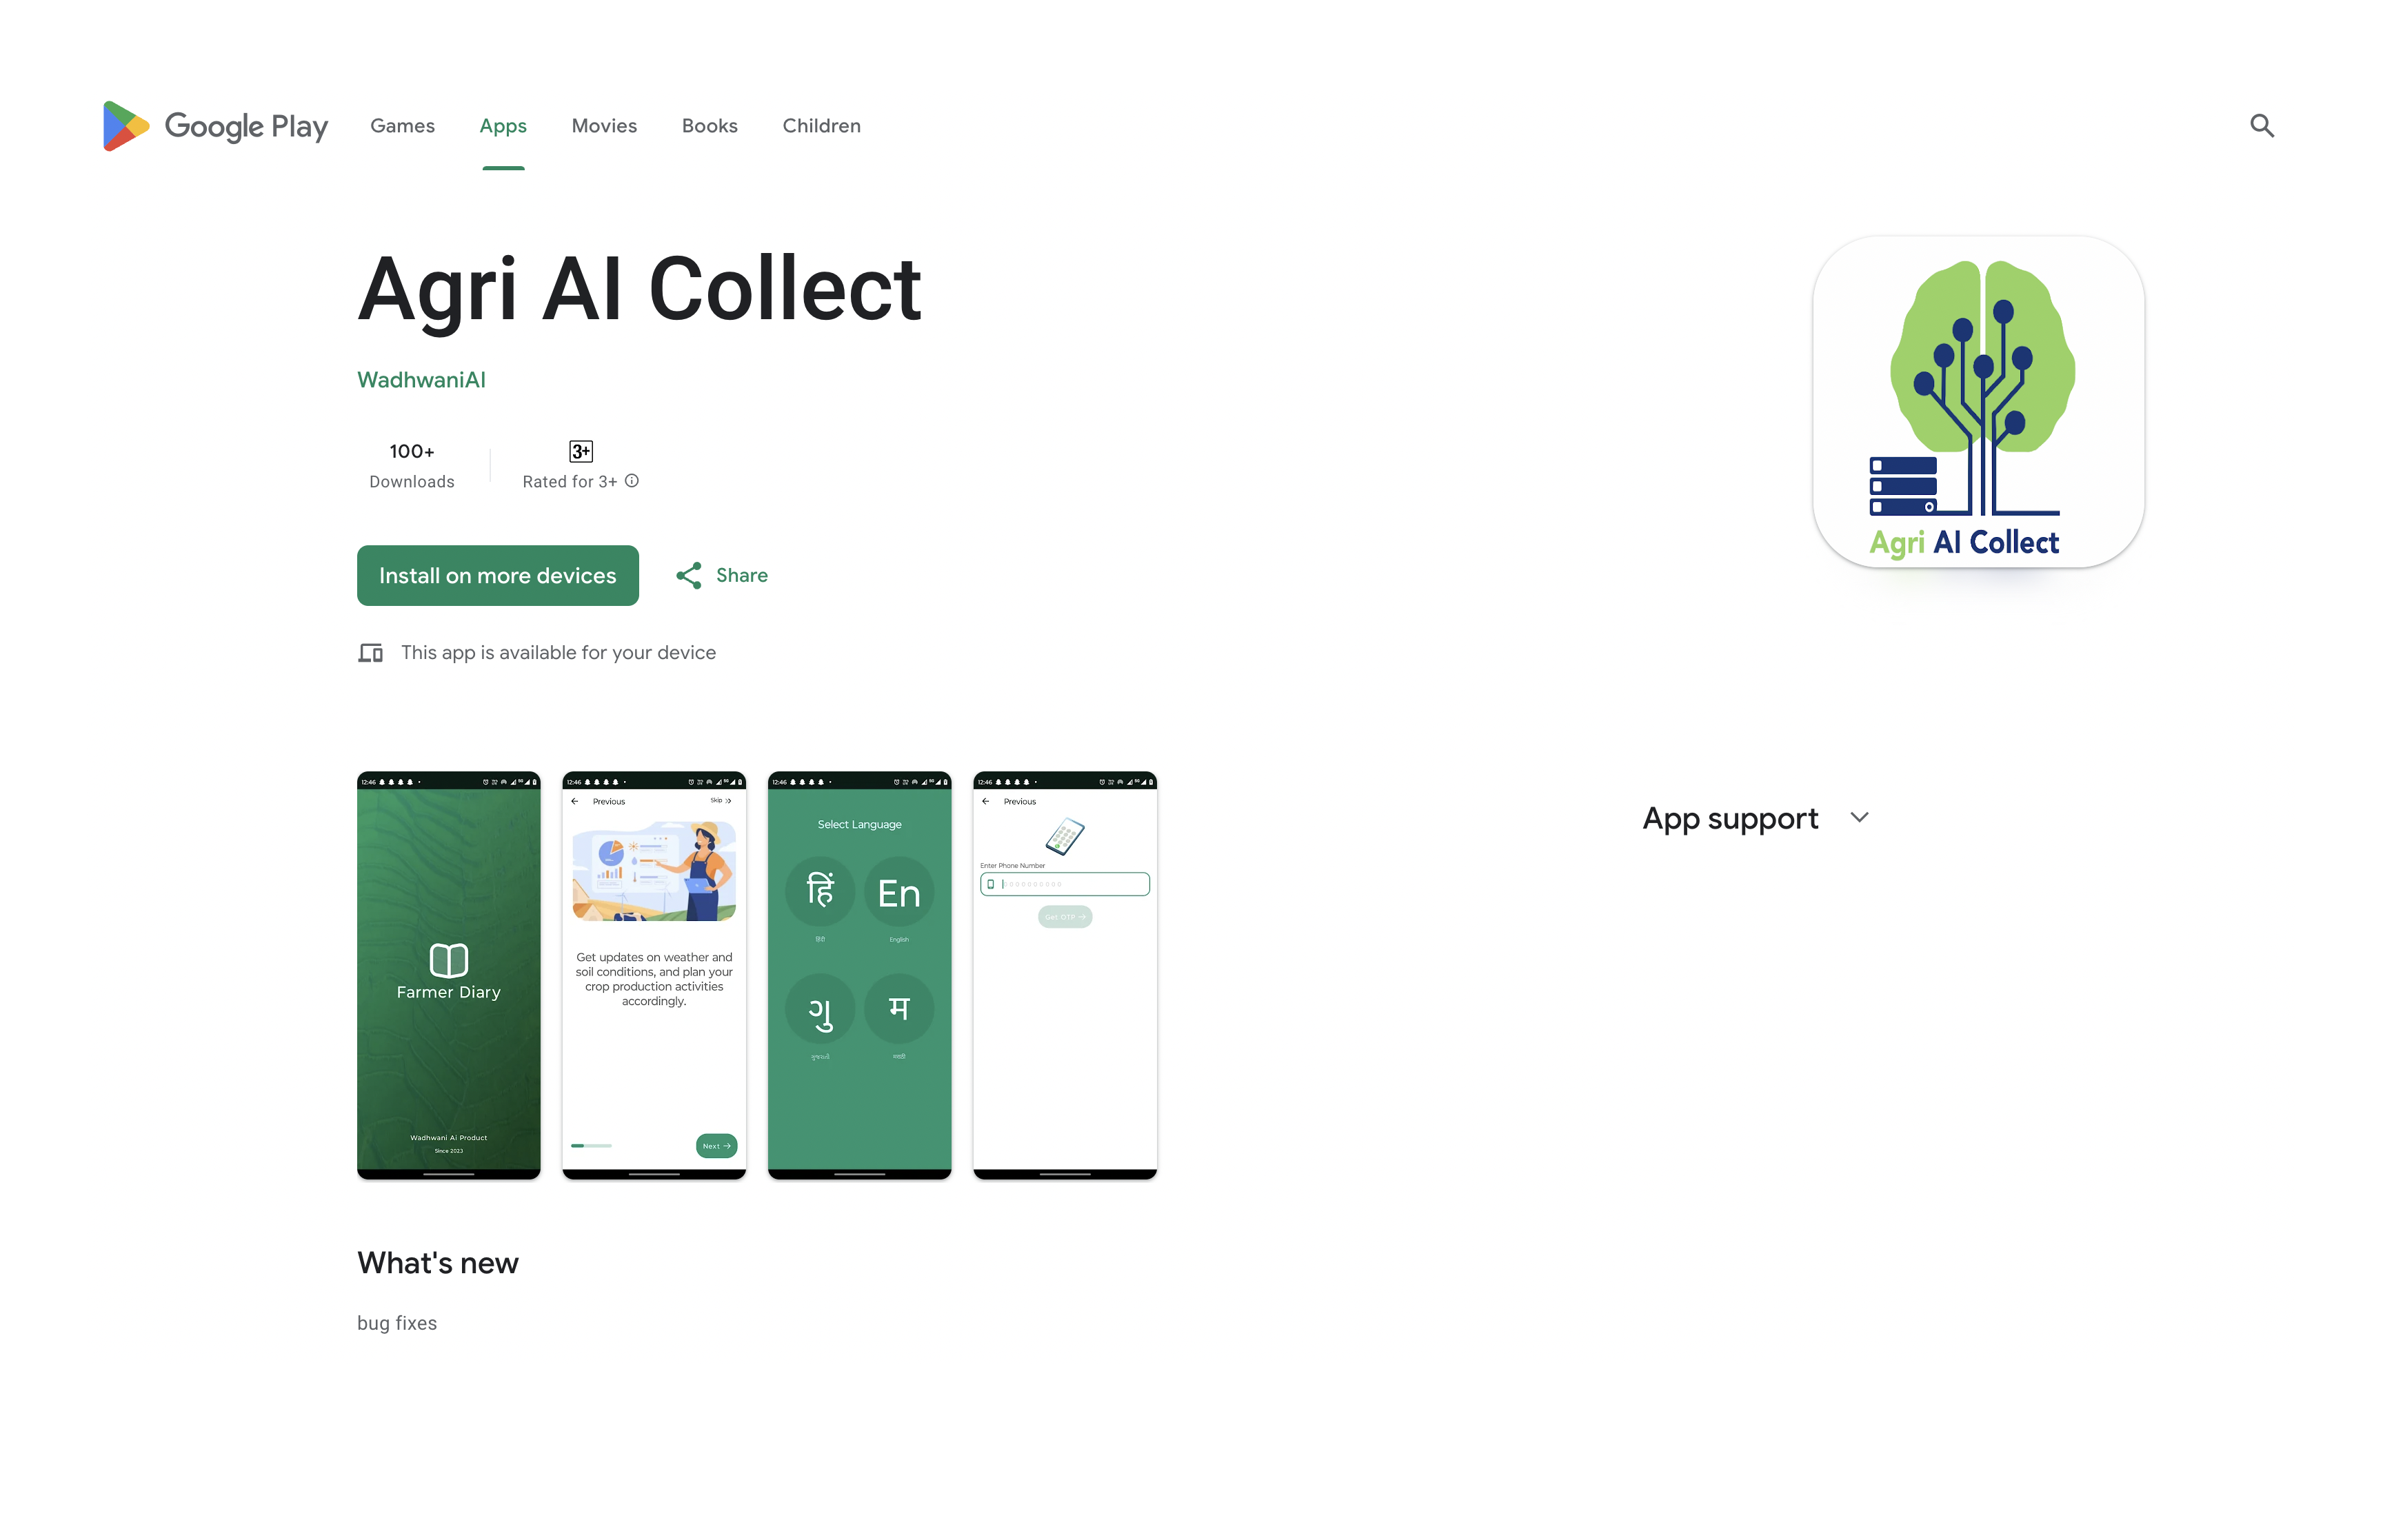 Google Play
Games
Apps
Movies
Books
Children
Agri AI Collect
WadhwaniAI
100+
Downloads
3+
Rated for 3+
Install on more devices
Share
This app is available for your device
Agri AI Collect
12:46
Farmer Diary
Wadhwani Ai Product
Since 2023
12:46
Previous
Skip
Get updates on weather and
soil conditions, and plan your
crop production activities
accordingly.
Next
12:46
Select Language
हिं
En
हिंदी
English
ગુ
म
ગુજરાતી
मराठी
12:46
Previous
Enter Phone Number
Get OTP
App support
What's new
bug fixes